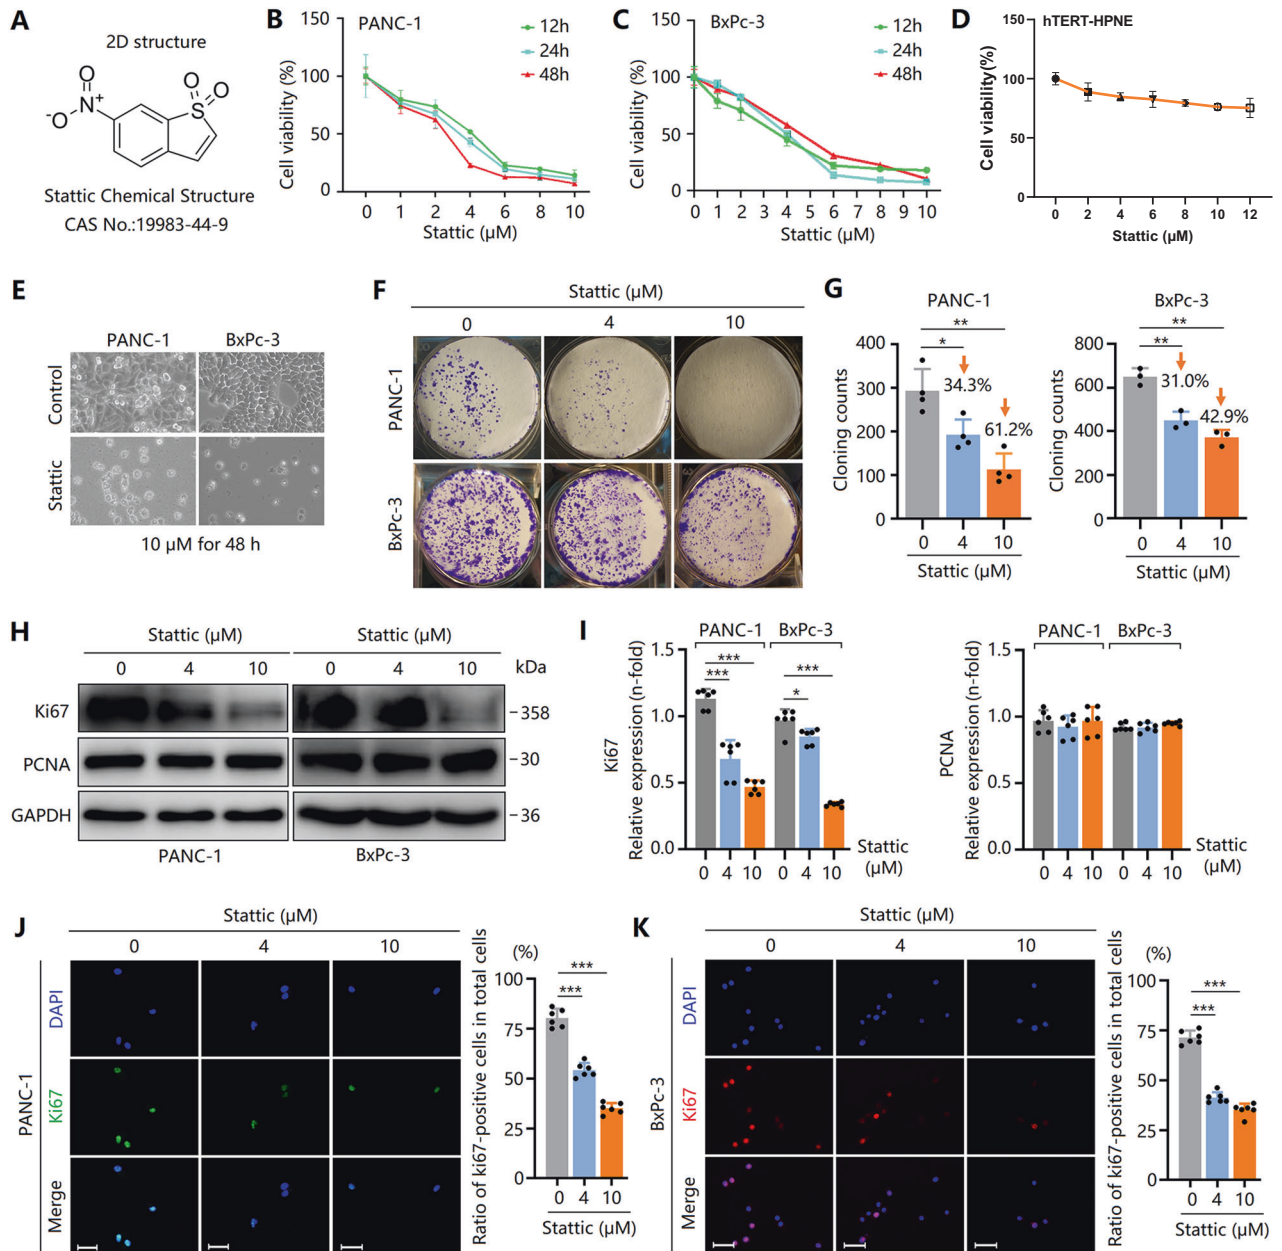 A
2D structure
O
O
O
N
+
S
-O
Stattic Chemical Structure
CAS No.:19983-44-9
B
PANC-1
12h
24h
48h
Cell viability (%)
150
100
50
0
0 1 2 4 6 8 10
Stattic (μM)
C
BxPc-3
12h
24h
48h
Cell viability (%)
150
100
50
0
0 1 2 3 4 5 6 7 8 9 10
Stattic (μM)
D
hTERT-HPNE
Cell viability(%)
150
100
50
0
0 2 4 6 8 10 12
Stattic (μM)
E
PANC-1 BxPc-3
Control
Stattic
10 μM for 48 h
F
Stattic (μM)
0 4 10
PANC-1
BxPc-3
G
PANC-1
**
*
34.3%
61.2%
Cloning counts
400
300
200
100
0
0 4 10
Stattic (μM)
BxPc-3
**
**
31.0%
42.9%
Cloning counts
800
600
400
200
0
0 4 10
Stattic (μM)
H
Stattic (μM) Stattic (μM)
0 4 10 0 4 10 kDa
Ki67 -358
PCNA -30
GAPDH -36
PANC-1 BxPc-3
I
PANC-1 BxPc-3
*** ***
*** *
Ki67
Relative expression (n-fold)
1.5
1.0
0.5
0.0
0 4 10 0 4 10
Stattic
(μM)
PANC-1 BxPc-3
PCNA
Relative expression (n-fold)
1.5
1.0
0.5
0.0
0 4 10 0 4 10
Stattic
(μM)
J
Stattic (μM)
0 4 10
PANC-1
DAPI
Ki67
Merge
Ratio of ki67-positive cells in total cells
(%)
***
***
100
75
50
25
0
0 4 10
Stattic (μM)
K
Stattic (μM)
0 4 10
BxPc-3
DAPI
Ki67
Merge
Ratio of ki67-positive cells in total cells
(%)
***
***
100
75
50
25
0
0 4 10
Stattic (μM)